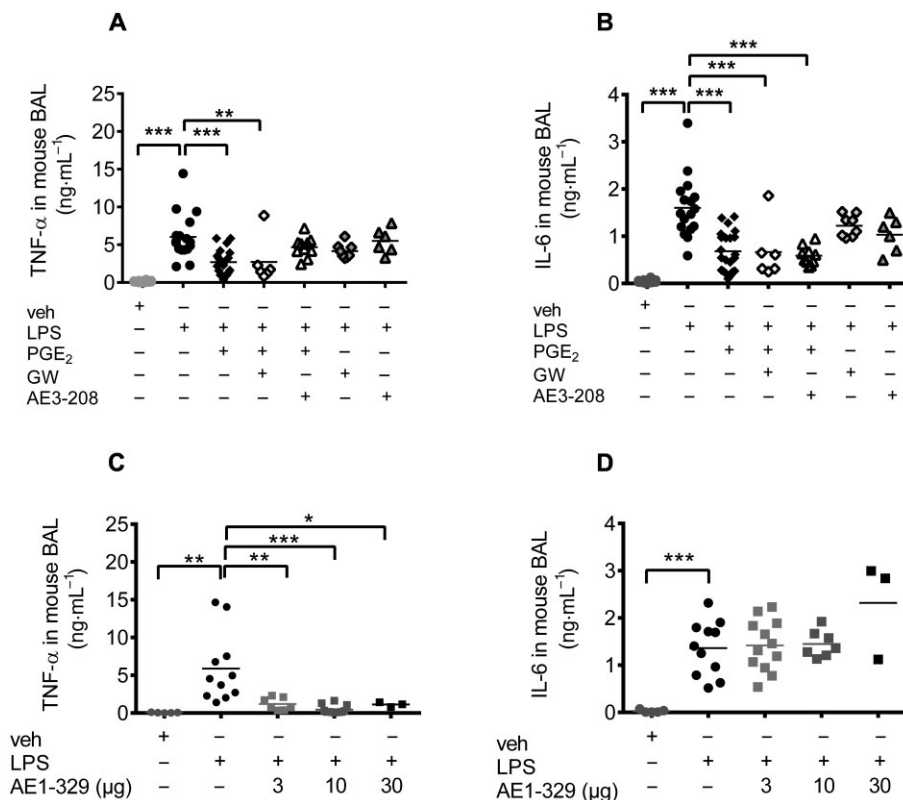 A
TNF-α in mouse BAL
(ng·mL⁻¹)
25
20
15
10
5
0
***
***
**
veh + – – – – – –
LPS – + + + + + +
PGE₂ – – + + + – –
GW – – – + – + –
AE3-208 – – – – + – +
B
IL-6 in mouse BAL
(ng·mL⁻¹)
4
3
2
1
0
***
***
***
***
veh + – – – – – –
LPS – + + + + + +
PGE₂ – – + + + – –
GW – – – + – + –
AE3-208 – – – – + – +
C
TNF-α in mouse BAL
(ng·mL⁻¹)
25
20
15
10
5
0
*
***
**
**
veh + – – – –
LPS – + + + +
AE1-329 (µg) – – 3 10 30
D
IL-6 in mouse BAL
(ng·mL⁻¹)
4
3
2
1
0
***
veh + – – – –
LPS – + + + +
AE1-329 (µg) – – 3 10 30